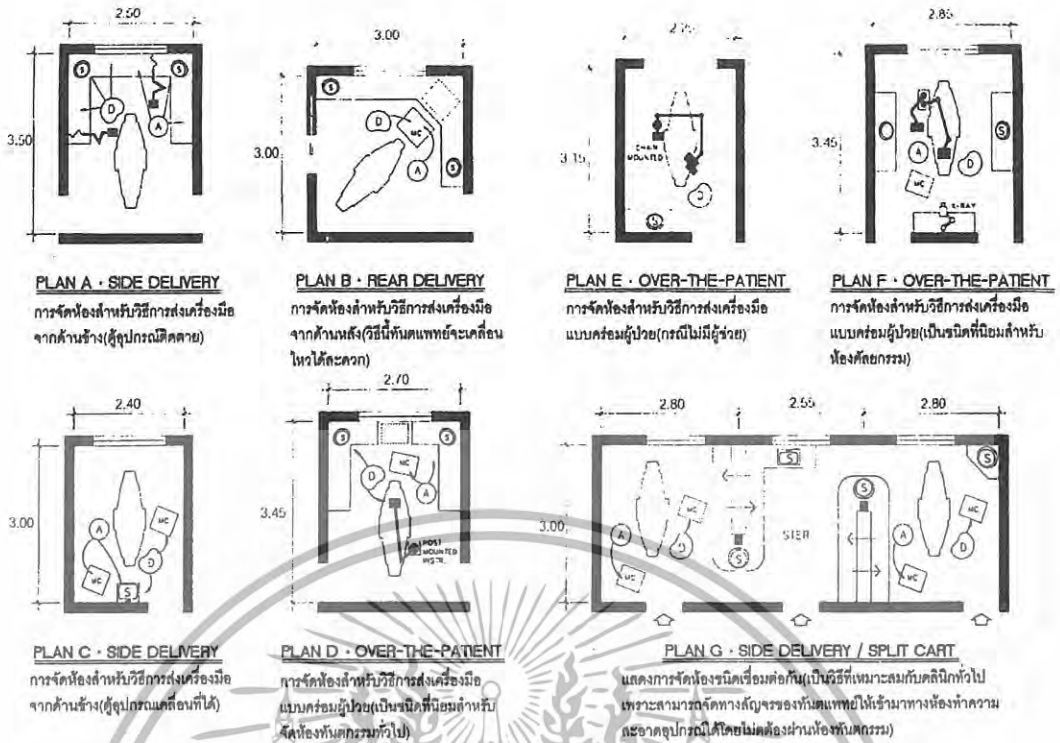 2.50
3.50
S
S
D
A
PLAN A · SIDE DELIVERY
การจัดห้องสำหรับวิธีการส่งเครื่องมือ
จากด้านข้าง(ตู้อุปกรณ์ติดตาย)
3.00
3.00
S
D
MC
A
S
PLAN B · REAR DELIVERY
การจัดห้องสำหรับวิธีการส่งเครื่องมือ
จากด้านหลัง(วิธีนี้ทันตแพทย์จะเคลื่อน
ไหวได้สะดวก)
3.15
CHAIR
MOUNTED
D
S
PLAN E · OVER-THE-PATIENT
การจัดห้องสำหรับวิธีการส่งเครื่องมือ
แบบคร่อมผู้ป่วย(กรณีไม่มีผู้ช่วย)
2.85
3.45
S
A
D
MC
X-RAY
PLAN F · OVER-THE-PATIENT
การจัดห้องสำหรับวิธีการส่งเครื่องมือ
แบบคร่อมผู้ป่วย(เป็นชนิดที่นิยมสำหรับ
ห้องศัลยกรรม)
2.40
3.00
A
MC
D
MC
S
PLAN C · SIDE DELIVERY
การจัดห้องสำหรับวิธีการส่งเครื่องมือ
จากด้านข้าง(ตู้อุปกรณ์เคลื่อนที่ได้)
2.70
3.45
S
S
D
MC
A
POST
MOUNTED
INSTR.
PLAN D · OVER-THE-PATIENT
การจัดห้องสำหรับวิธีการส่งเครื่องมือ
แบบคร่อมผู้ป่วย(เป็นชนิดที่นิยมสำหรับ
จัดห้องทันตกรรมทั่วไป)
2.80
2.55
2.80
3.00
S
S
MC
A
D
MC
S
STER
S
A
MC
D
MC
PLAN G · SIDE DELIVERY / SPLIT CART
แสดงการจัดห้องชนิดเชื่อมต่อกัน(เป็นวิธีที่เหมาะสมกับคลินิกทั่วไป
เพราะสามารถจัดทางสัญจรของทันตแพทย์ให้เข้ามาทางห้องทำความ
สะอาดอุปกรณ์ได้โดยไม่ต้องผ่านห้องทันตกรรม)